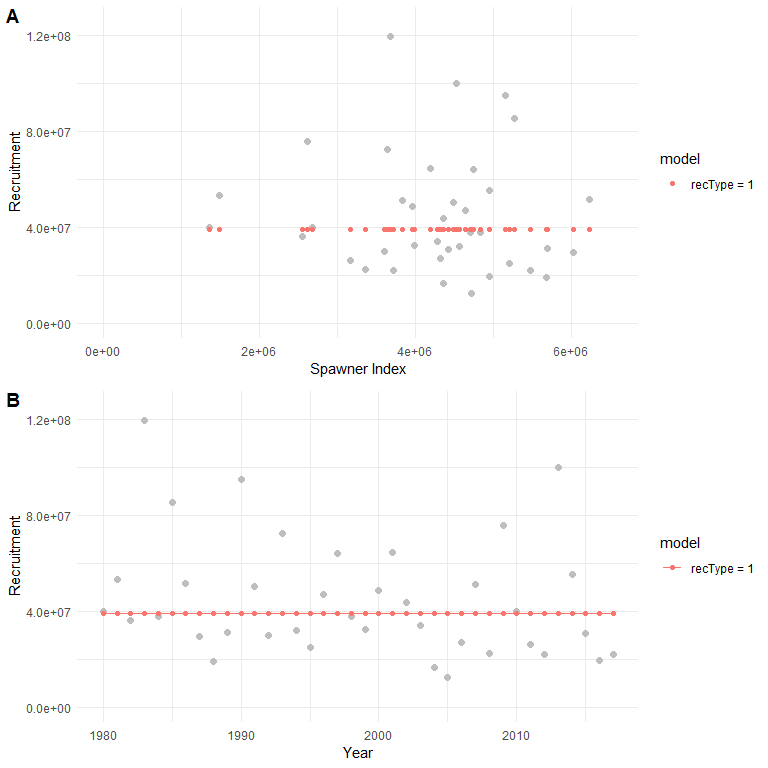 A
1.2e+08
8.0e+07
4.0e+07
0.0e+00
Recruitment
0e+00 2e+06 4e+06 6e+06
Spawner Index
model
recType = 1
B
1.2e+08
8.0e+07
4.0e+07
0.0e+00
Recruitment
1980 1990 2000 2010
Year
model
recType = 1